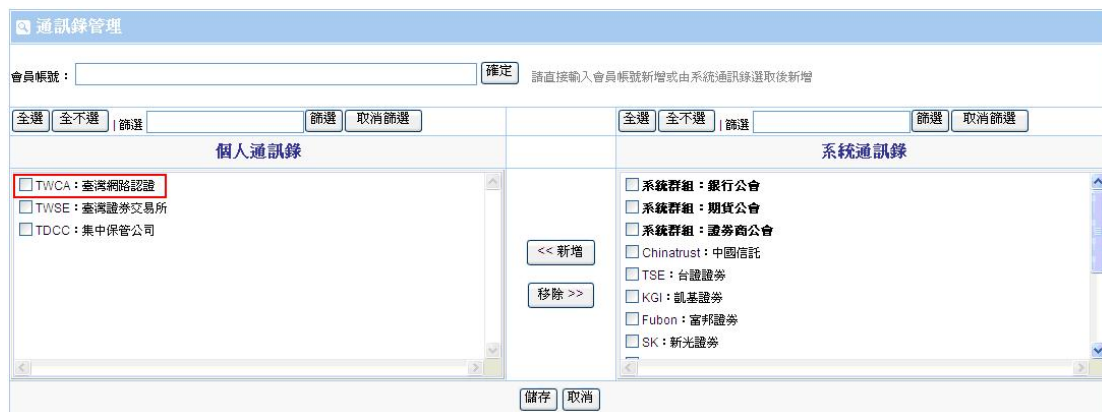 通訊錄管理
會員帳號： 確定 請直接輸入會員帳號新增或由系統通訊錄選取後新增
全選 全不選 | 篩選 篩選 取消篩選 全選 全不選 | 篩選 篩選 取消篩選
個人通訊錄 系統通訊錄
TWCA：臺灣網路認證
TWSE：臺灣證券交易所
TDCC：集中保管公司
<< 新增
移除 >>
系統群組：銀行公會
系統群組：期貨公會
系統群組：證券商公會
Chinatrust：中國信託
TSE：台證證券
KGI：凱基證券
Fubon：富邦證券
SK：新光證券
儲存 取消